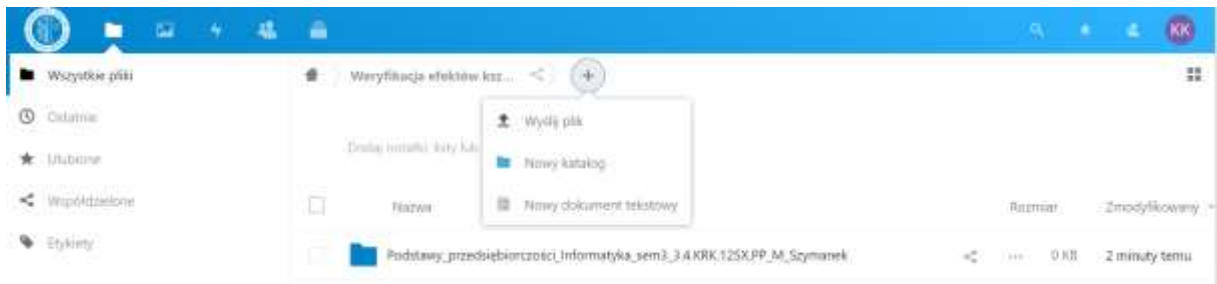 KK
Wszystkie pliki
Weryfikacja efektów ksz...
Ostatnie
Wyślij plik
Dodaj notatki, listy lub
Ulubione
Nowy katalog
Współdzielone
Nazwa
Nowy dokument tekstowy
Rozmiar
Zmodyfikowany
Etykiety
Podstawy_przedsiębiorczości_Informatyka_sem3_3.4.KRK.12SX.PP_M_Szymanek
0 KB
2 minuty temu